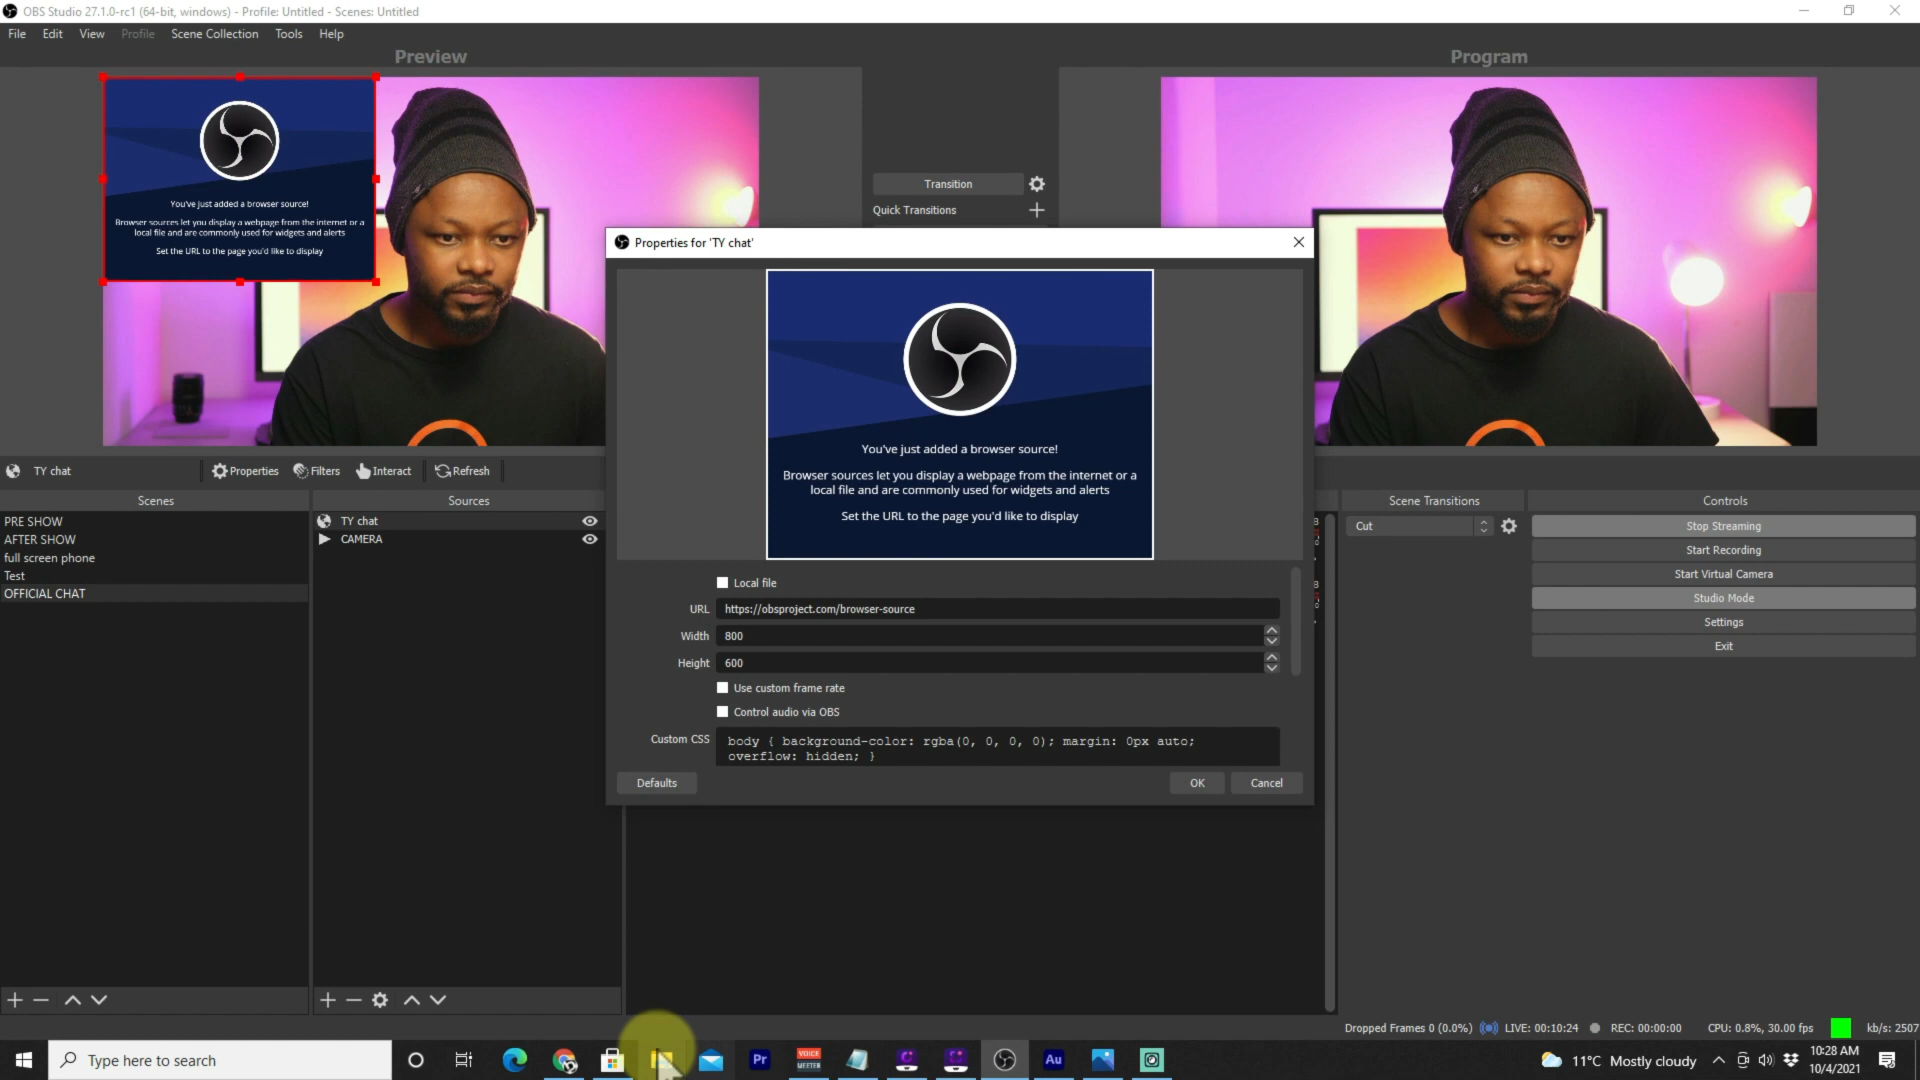 OBS Studio 27.1.0-rc1 (64-bit, windows) - Profile: Untitled - Scenes: Untitled
File Edit View Profile Scene Collection Tools Help
Preview
Program
You've just added a browser source!
Browser sources let you display a webpage from the internet or a
local file and are commonly used for widgets and alerts
Set the URL to the page you'd like to display
Transition
Quick Transitions
Properties for 'TY chat'
You've just added a browser source!
Browser sources let you display a webpage from the internet or a
local file and are commonly used for widgets and alerts
Set the URL to the page you'd like to display
Local file
URL https://obsproject.com/browser-source
Width 800
Height 600
Use custom frame rate
Control audio via OBS
Custom CSS body { background-color: rgba(0, 0, 0, 0); margin: 0px auto;
overflow: hidden; }
Defaults OK Cancel
TY chat Properties Filters Interact Refresh
Scenes
PRE SHOW
AFTER SHOW
full screen phone
Test
OFFICIAL CHAT
Sources
TY chat
CAMERA
Scene Transitions
Cut
Controls
Stop Streaming
Start Recording
Start Virtual Camera
Studio Mode
Settings
Exit
Dropped Frames 0 (0.0%) LIVE: 00:10:24 REC: 00:00:00 CPU: 0.8%, 30.00 fps kb/s: 2507
Type here to search
Pr
VOICE
MEETER
Au
11°C Mostly cloudy
10:28 AM
10/4/2021